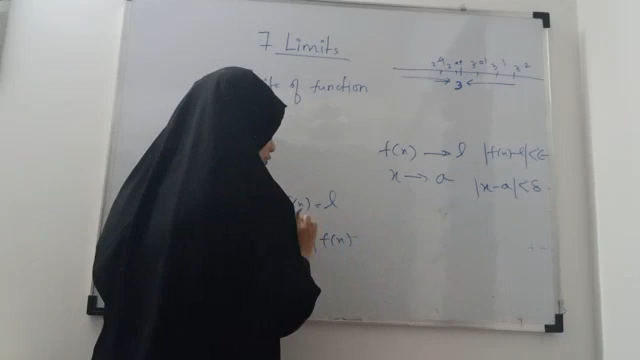 7 Limits
of function
3
f(x) → l |f(x)-l|<ε
x → a |x-a|<δ
(x) = l
|f(x)-